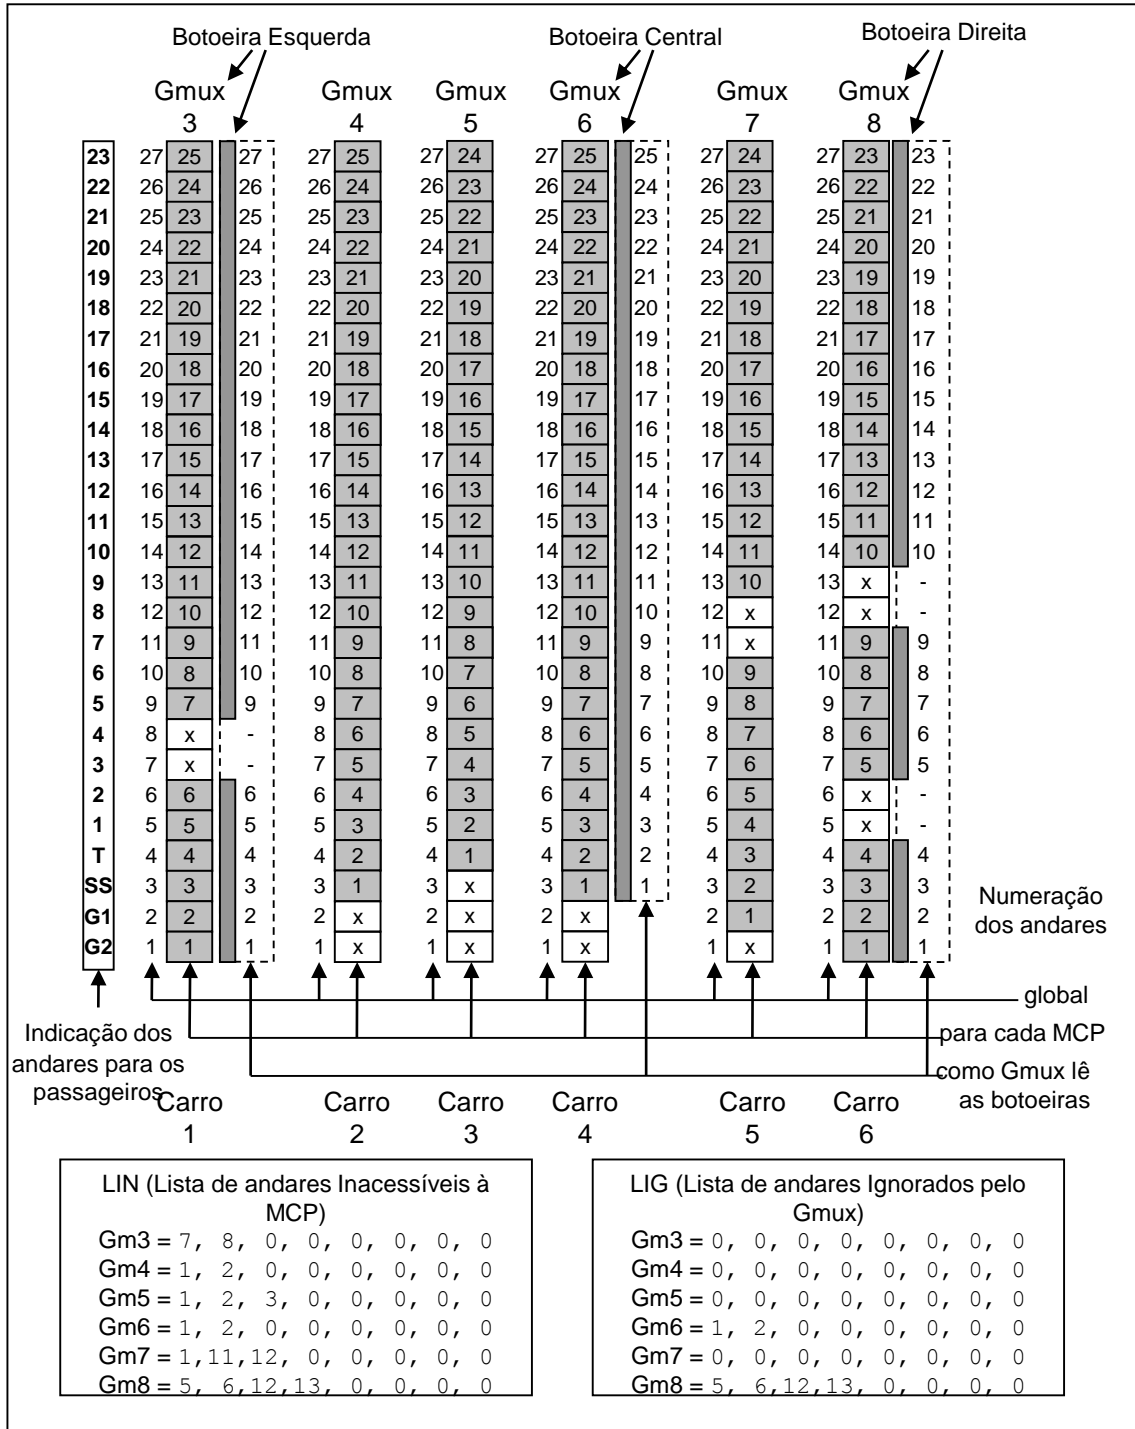 Botoeira Esquerda Botoeira Central Botoeira Direita
Gmux Gmux Gmux Gmux Gmux Gmux
3 4 5 6 7 8
23 27 25 27 27 25 27 24 27 25 25 27 24 27 23 23
22 26 24 26 26 24 26 23 26 24 24 26 23 26 22 22
21 25 23 25 25 23 25 22 25 23 23 25 22 25 21 21
20 24 22 24 24 22 24 21 24 22 22 24 21 24 20 20
19 23 21 23 23 21 23 20 23 21 21 23 20 23 19 19
18 22 20 22 22 20 22 19 22 20 20 22 19 22 18 18
17 21 19 21 21 19 21 18 21 19 19 21 18 21 17 17
16 20 18 20 20 18 20 17 20 18 18 20 17 20 16 16
15 19 17 19 19 17 19 16 19 17 17 19 16 19 15 15
14 18 16 18 18 16 18 15 18 16 16 18 15 18 14 14
13 17 15 17 17 15 17 14 17 15 15 17 14 17 13 13
12 16 14 16 16 14 16 13 16 14 14 16 13 16 12 12
11 15 13 15 15 13 15 12 15 13 13 15 12 15 11 11
10 14 12 14 14 12 14 11 14 12 12 14 11 14 10 10
9 13 11 13 13 11 13 10 13 11 11 13 10 13 x -
8 12 10 12 12 10 12 9 12 10 10 12 x 12 x -
7 11 9 11 11 9 11 8 11 9 9 11 x 11 9 9
6 10 8 10 10 8 10 7 10 8 8 10 9 10 8 8
5 9 7 9 9 7 9 6 9 7 7 9 8 9 7 7
4 8 x - 8 6 8 5 8 6 6 8 7 8 6 6
3 7 x - 7 5 7 4 7 5 5 7 6 7 5 5
2 6 6 6 6 4 6 3 6 4 4 6 5 6 x -
1 5 5 5 5 3 5 2 5 3 3 5 4 5 x -
T 4 4 4 4 2 4 1 4 2 2 4 3 4 4 4
SS 3 3 3 3 1 3 x 3 1 1 3 2 3 3 3
G1 2 2 2 2 x 2 x 2 x 2 1 2 2 2
G2 1 1 1 1 x 1 x 1 x 1 x 1 1 1
Numeração
dos andares
global
para cada MCP
como Gmux lê
as botoeiras
Indicação dos
andares para os
passageiros
Carro Carro Carro Carro Carro Carro
1 2 3 4 5 6
LIN (Lista de andares Inacessíveis à
MCP)
Gm3 = 7, 8, 0, 0, 0, 0, 0, 0
Gm4 = 1, 2, 0, 0, 0, 0, 0, 0
Gm5 = 1, 2, 3, 0, 0, 0, 0, 0
Gm6 = 1, 2, 0, 0, 0, 0, 0, 0
Gm7 = 1,11,12, 0, 0, 0, 0, 0
Gm8 = 5, 6,12,13, 0, 0, 0, 0
LIG (Lista de andares Ignorados pelo
Gmux)
Gm3 = 0, 0, 0, 0, 0, 0, 0, 0
Gm4 = 0, 0, 0, 0, 0, 0, 0, 0
Gm5 = 0, 0, 0, 0, 0, 0, 0, 0
Gm6 = 1, 2, 0, 0, 0, 0, 0, 0
Gm7 = 0, 0, 0, 0, 0, 0, 0, 0
Gm8 = 5, 6,12,13, 0, 0, 0, 0